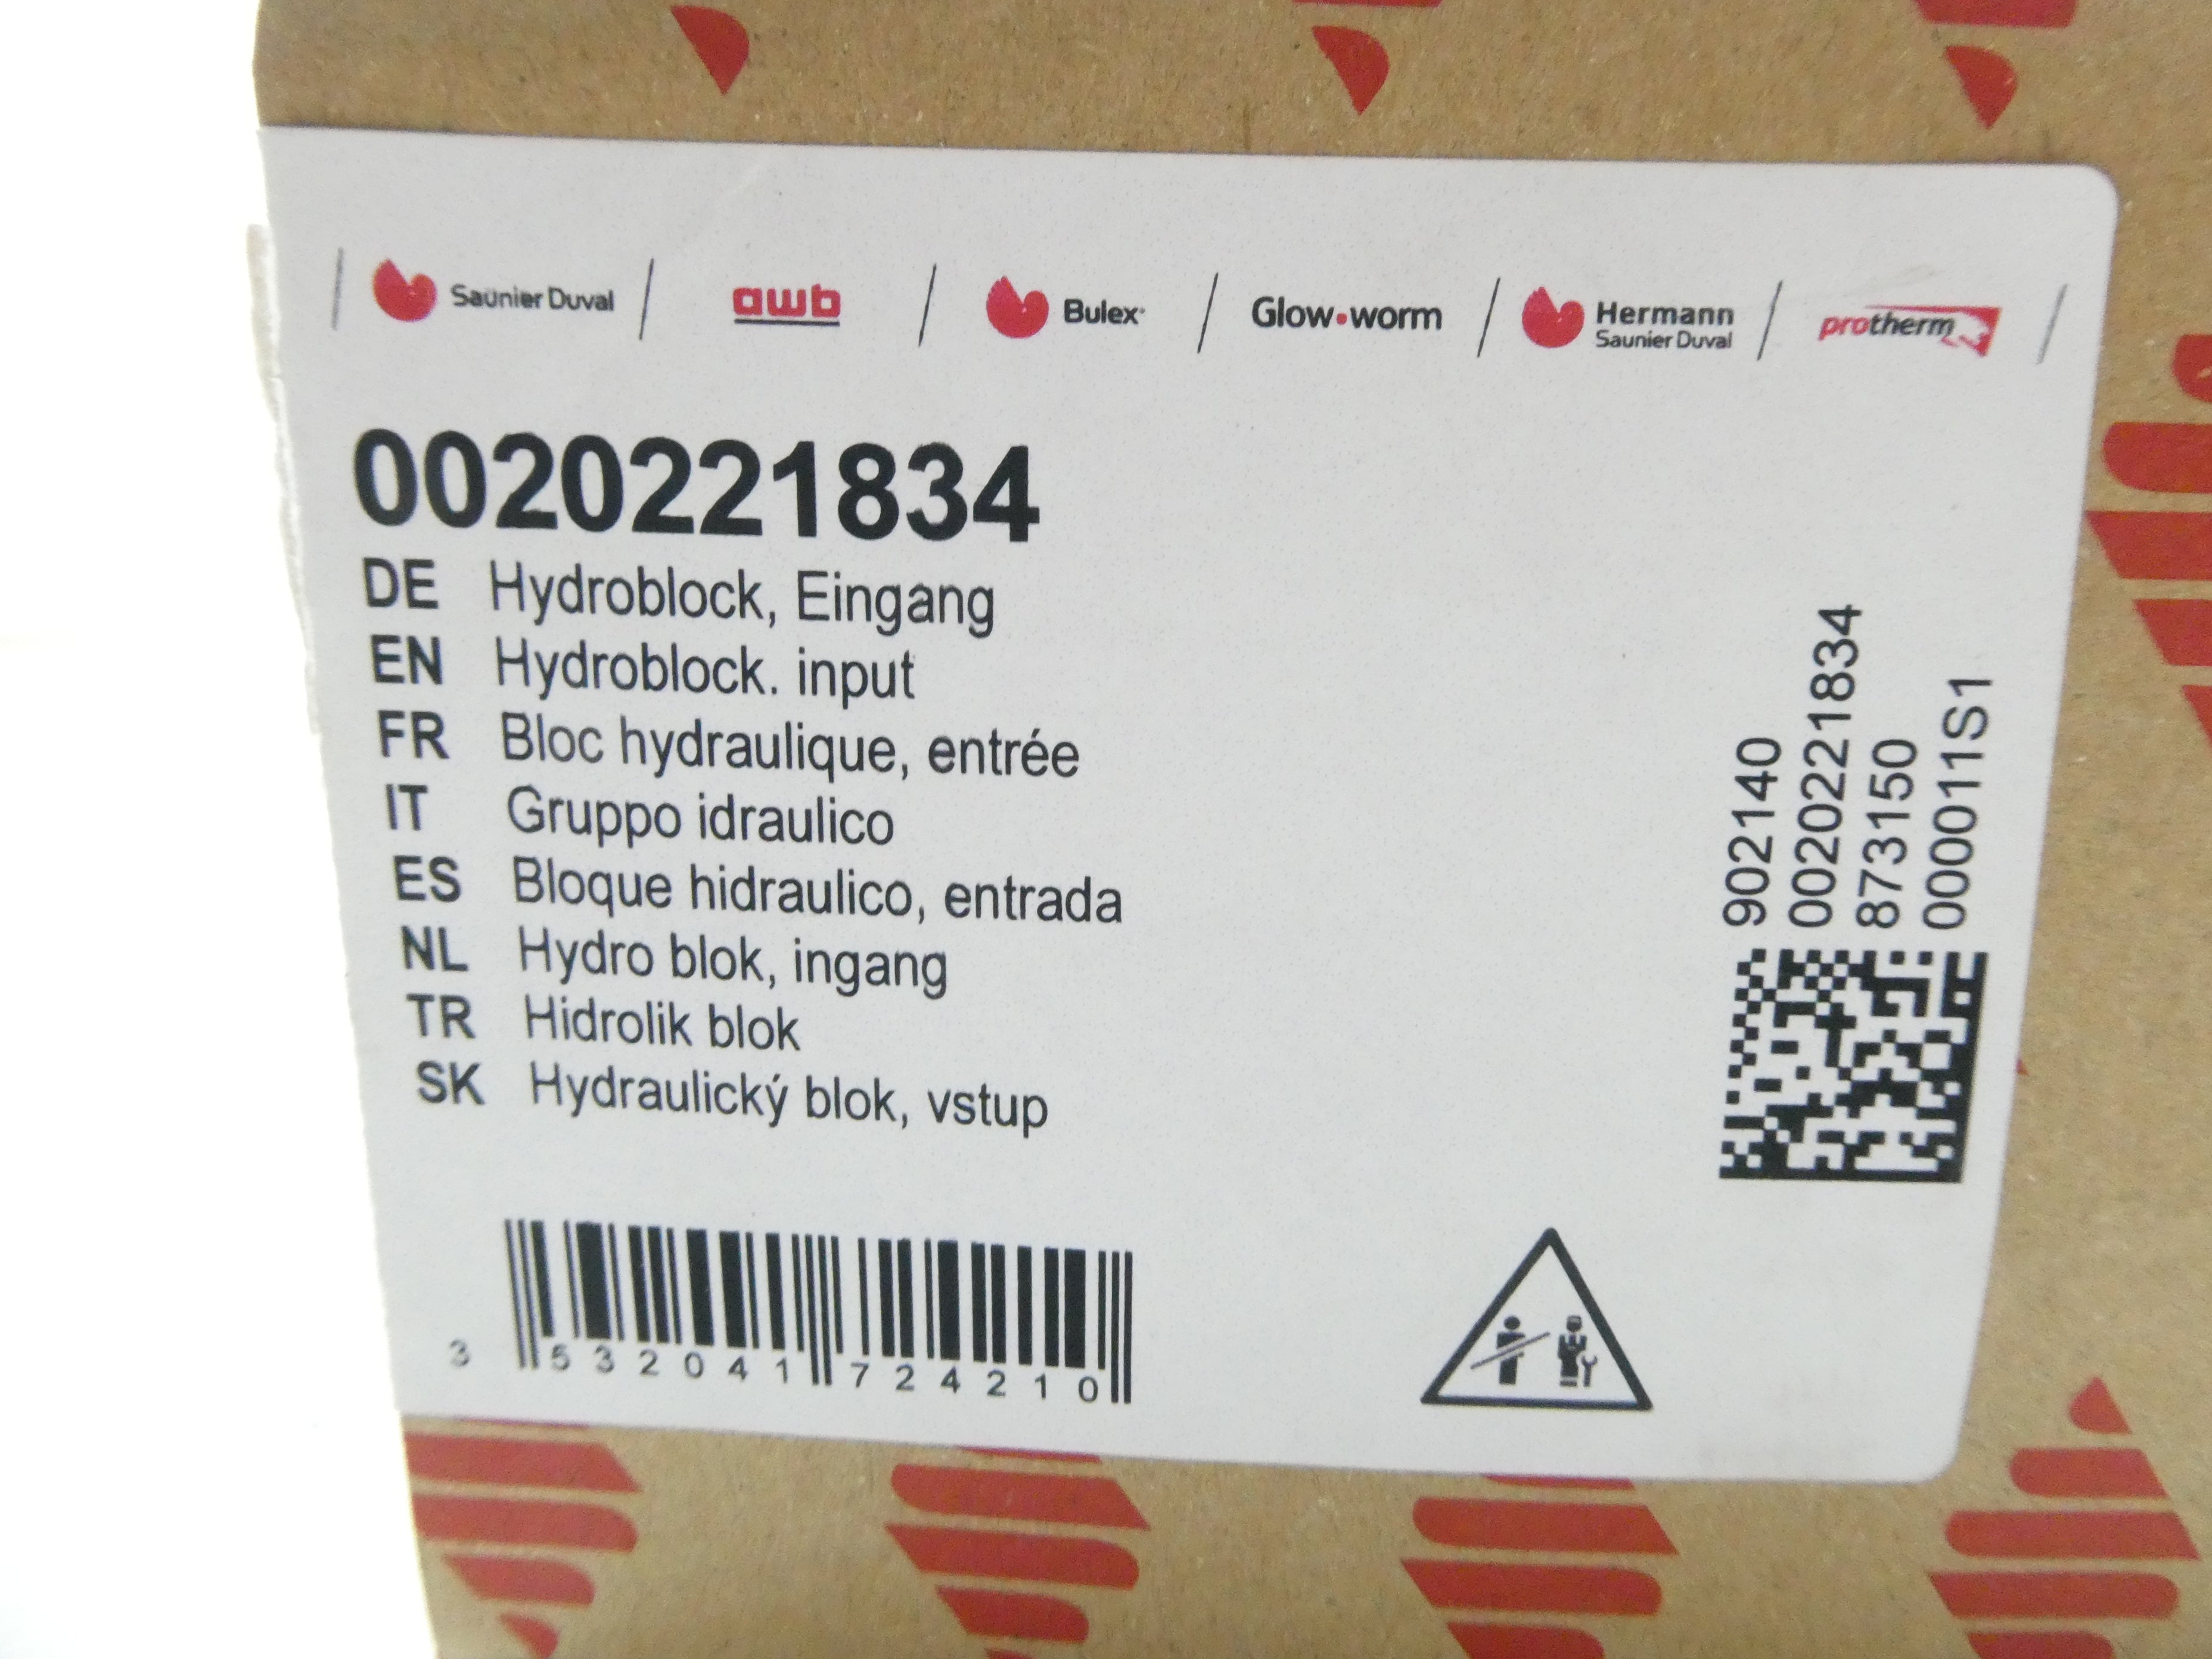 Saunier Duval / awb / Bulex / Glow-worm / Hermann Saunier Duval / protherm
0020221834
DE Hydroblock, Eingang
EN Hydroblock. input
FR Bloc hydraulique, entrée
IT Gruppo idraulico
ES Bloque hidraulico, entrada
NL Hydro blok, ingang
TR Hidrolik blok
SK Hydraulický blok, vstup
3 532041 724210
902140
0020221834
873150
000011S1